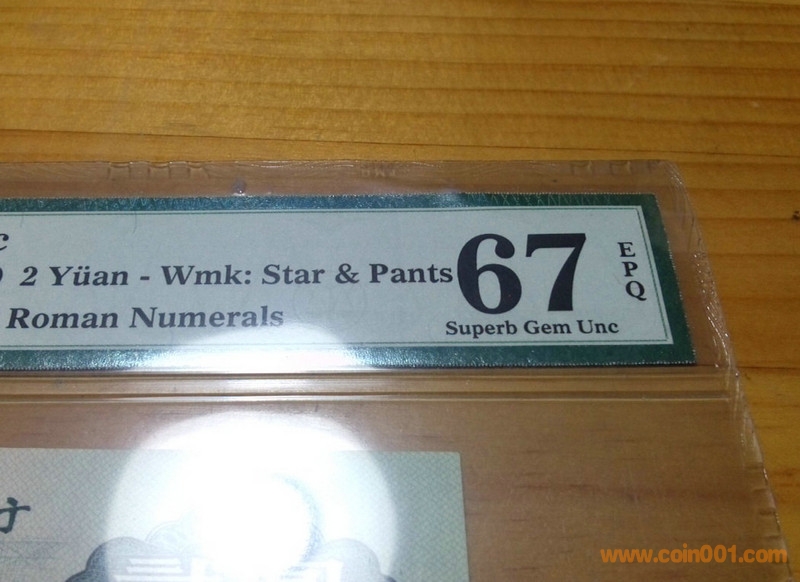 2 Yüan - Wmk: Star & Pants
Roman Numerals
67
EPQ
Superb Gem Unc
www.coin001.com